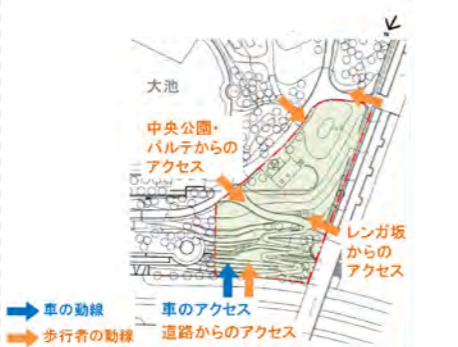 大池
中央公園・
パルテからの
アクセス
レンガ坂
からの
アクセス
車の動線
車のアクセス
歩行者の動線
道路からのアクセス